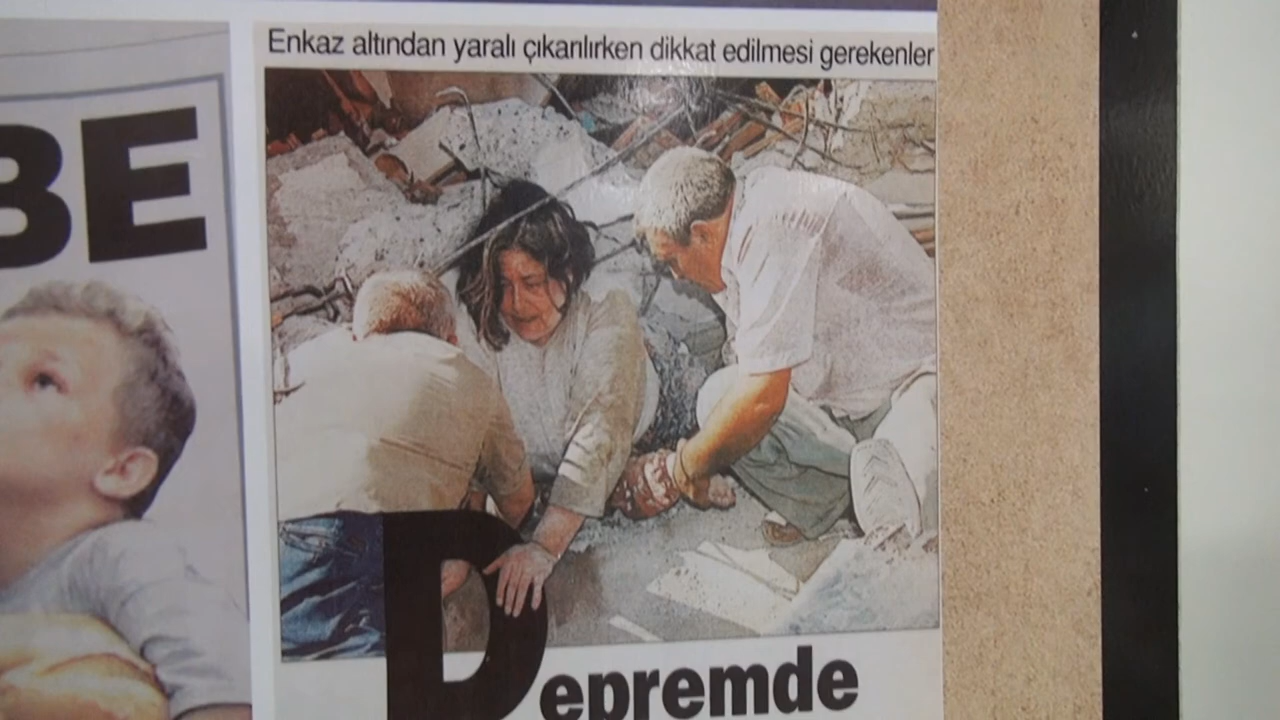 Enkaz altından yaralı çıkarılırken dikkat edilmesi gerekenler
BE
Depremde